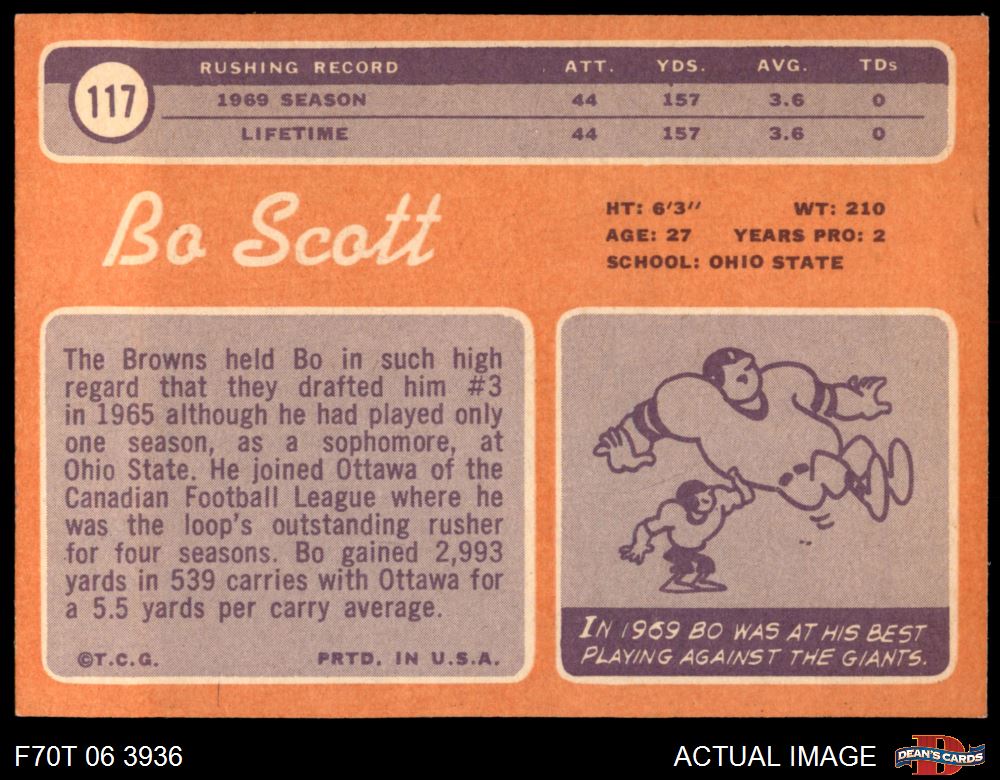 117
RUSHING RECORD ATT. YDS. AVG. TDs
1969 SEASON 44 157 3.6 0
LIFETIME 44 157 3.6 0
Bo Scott
HT: 6'3" WT: 210
AGE: 27 YEARS PRO: 2
SCHOOL: OHIO STATE
The Browns held Bo in such high
regard that they drafted him #3
in 1965 although he had played only
one season, as a sophomore, at
Ohio State. He joined Ottawa of the
Canadian Football League where he
was the loop's outstanding rusher
for four seasons. Bo gained 2,993
yards in 539 carries with Ottawa for
a 5.5 yards per carry average.
©T.C.G. PRTD. IN U.S.A.
IN 1969 BO WAS AT HIS BEST
PLAYING AGAINST THE GIANTS.
F70T 06 3936 ACTUAL IMAGE
DEAN'S CARDS